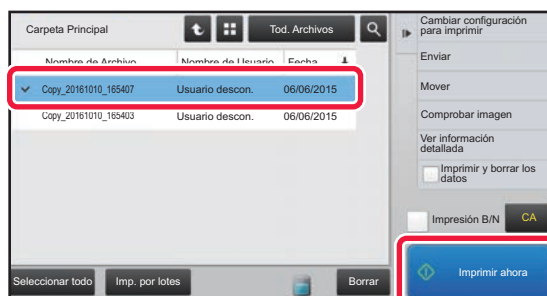 Carpeta Principal
Tod. Archivos
Nombre de Archivo Nombre de Usuario Fecha
Copy_20161010_165407 Usuario descon. 06/06/2015
Copy_20161010_165403 Usuario descon. 06/06/2015
Seleccionar todo
Imp. por lotes
Borrar
Cambiar configuración
para imprimir
Enviar
Mover
Comprobar imagen
Ver información
detallada
Imprimir y borrar los
datos
Impresión B/N
CA
Imprimir ahora